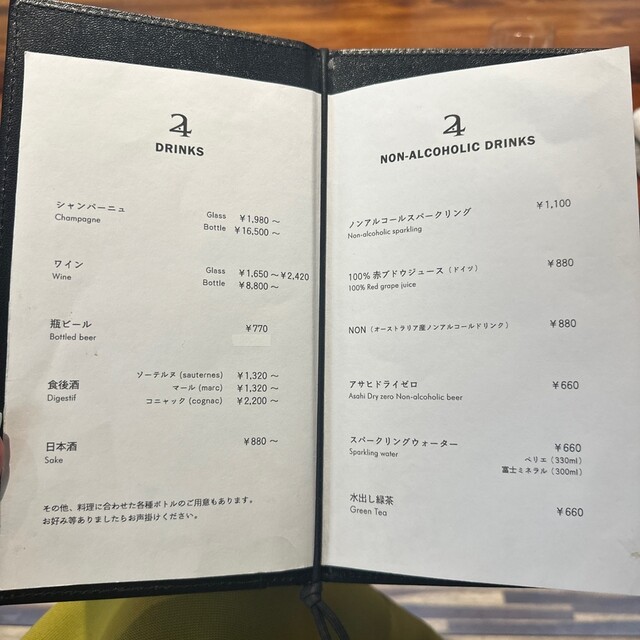 24
DRINKS
シャンパーニュ
Champagne
Glass ¥1,980 ～
Bottle ¥16,500 ～
ワイン
Wine
Glass ¥1,650 ～¥2,420
Bottle ¥8,800 ～
瓶ビール
Bottled beer
¥770
食後酒
Digestif
ソーテルヌ (sauternes) ¥1,320 ～
マール (marc) ¥1,320 ～
コニャック (cognac) ¥2,200 ～
日本酒
Sake
¥880 ～
その他、料理に合わせた各種ボトルのご用意もあります。
お好み等ありましたらお声掛けください。
24
NON-ALCOHOLIC DRINKS
ノンアルコールスパークリング ¥1,100
Non-alcoholic sparkling
100% 赤ブドウジュース（ドイツ） ¥880
100% Red grape juice
NON（オーストラリア産ノンアルコールドリンク） ¥880
アサヒドライゼロ ¥660
Asahi Dry zero Non-alcoholic beer
スパークリングウォーター ¥660
Sparkling water
ペリエ (330ml)
富士ミネラル (300ml)
水出し緑茶
Green Tea
¥660